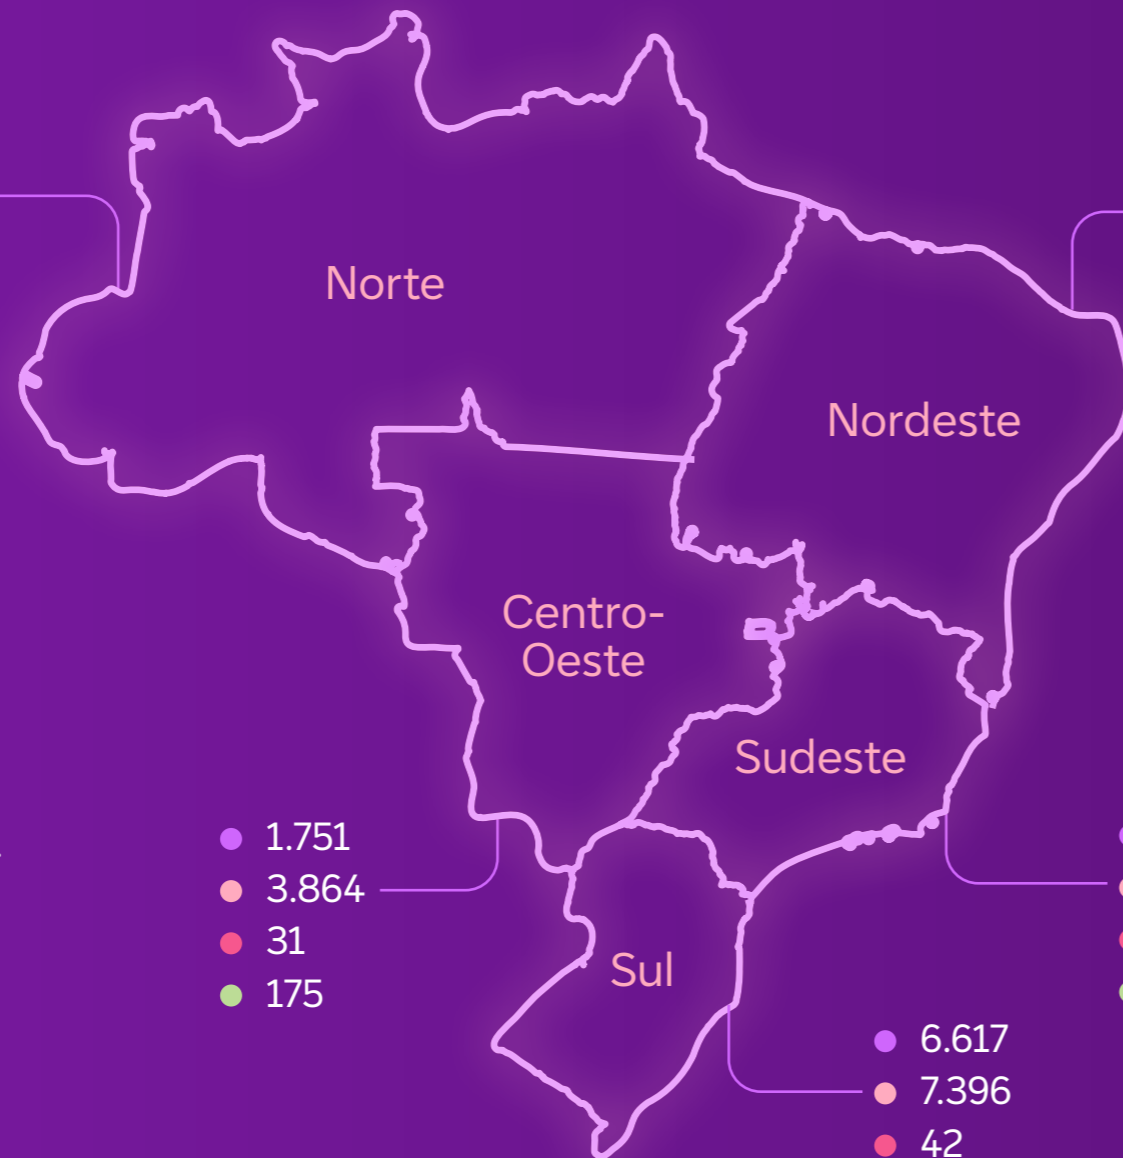 Norte
Nordeste
Centro-
Oeste
Sudeste
1.751
3.864
31
175
Sul
6.617
7.396
42